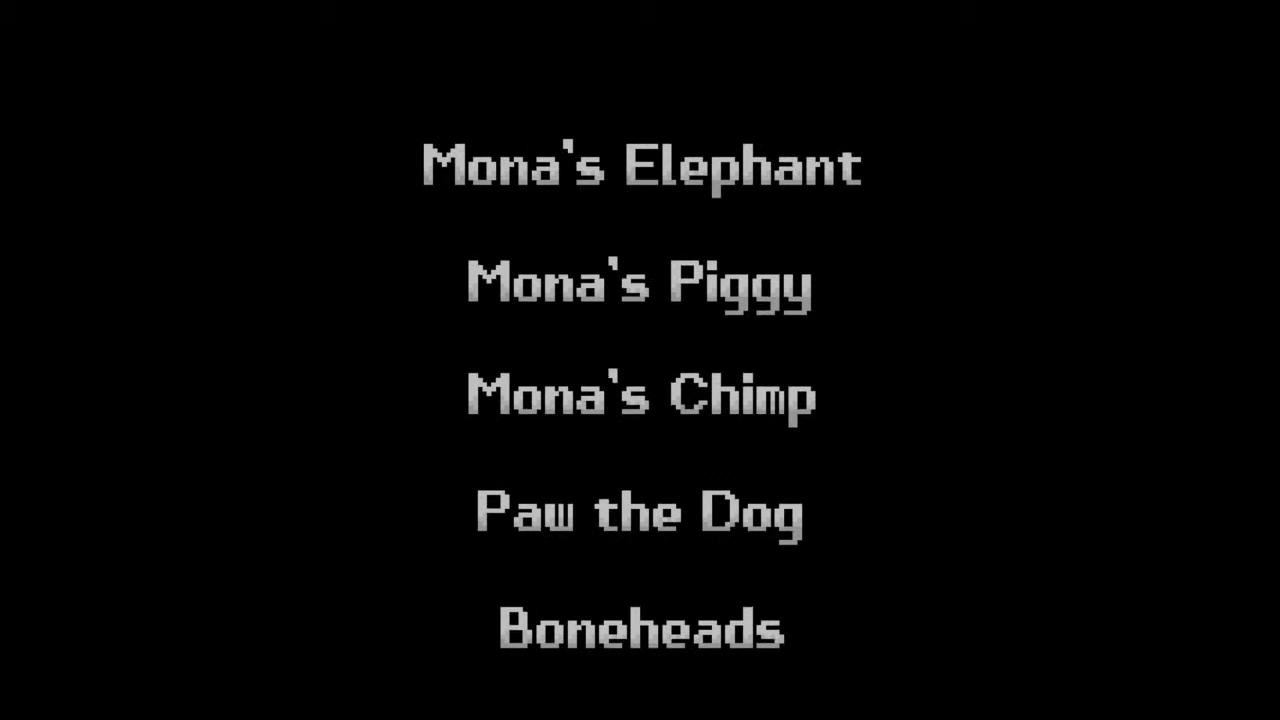 Mona's Elephant
Mona's Piggy
Mona's Chimp
Paw the Dog
Boneheads